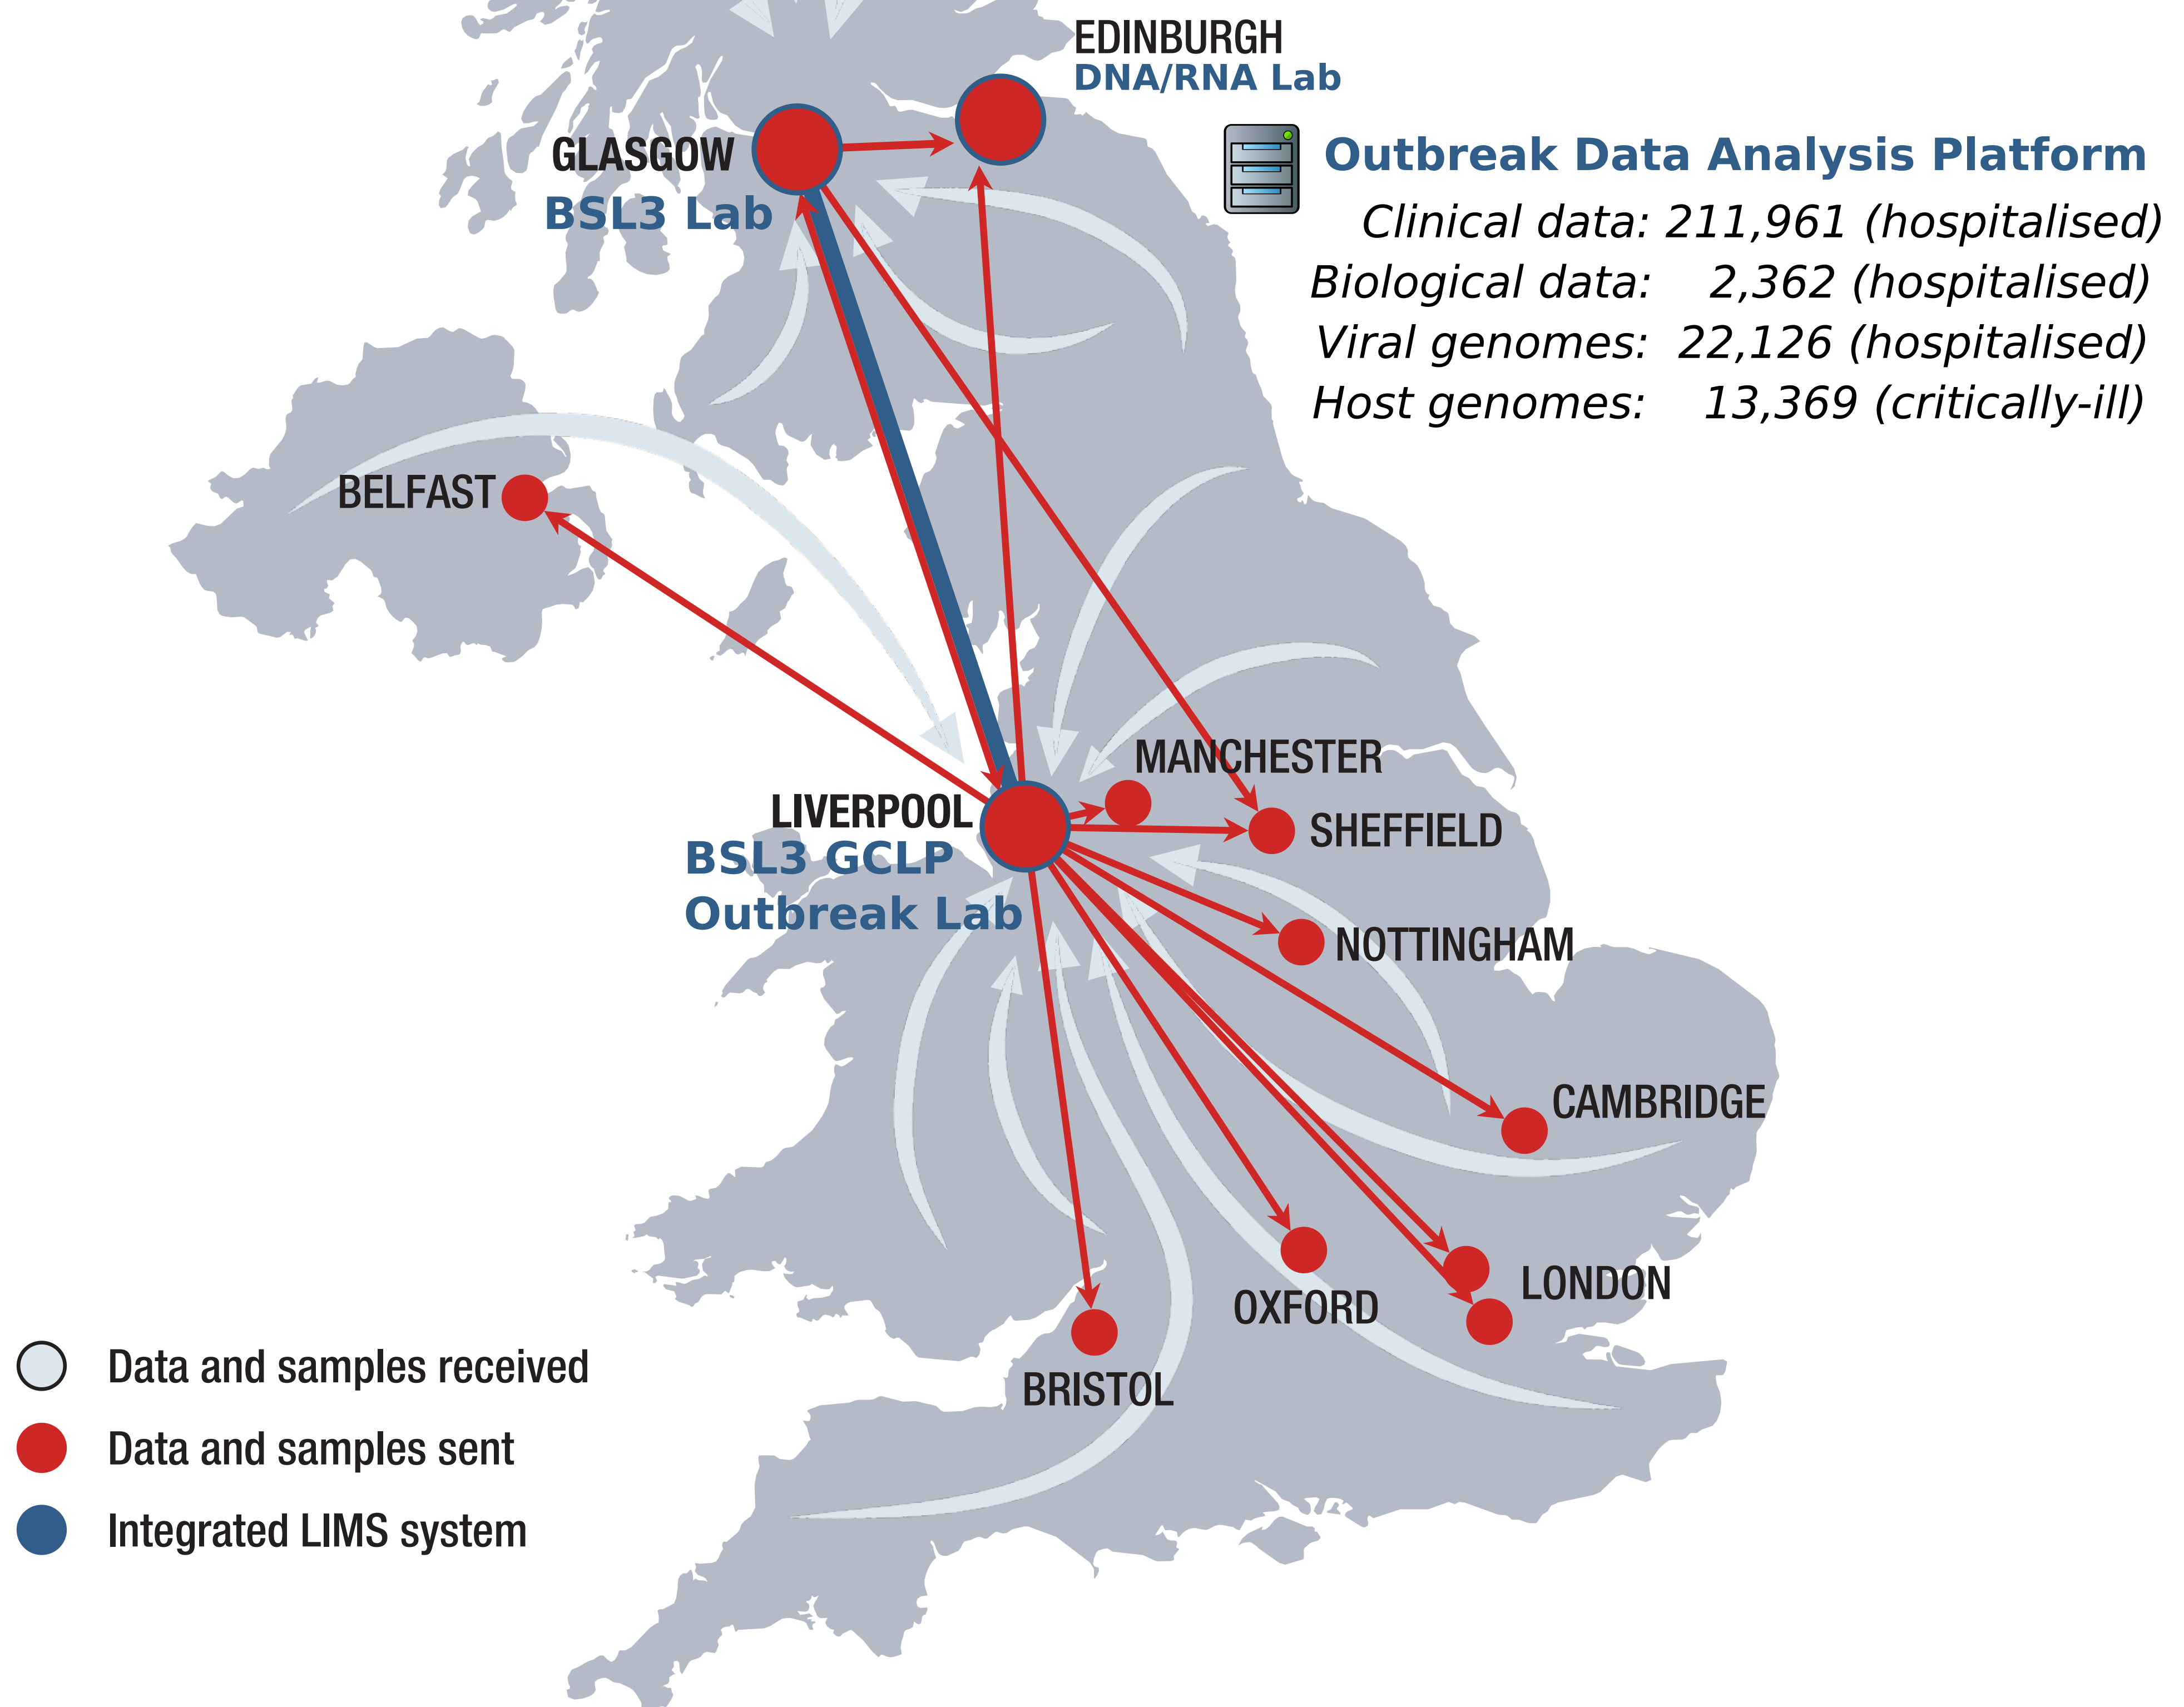 EDINBURGH
DNA/RNA Lab
GLASGOW
BSL3 Lab
Outbreak Data Analysis Platform
Clinical data: 211,961 (hospitalised)
Biological data: 2,362 (hospitalised)
Viral genomes: 22,126 (hospitalised)
Host genomes: 13,369 (critically-ill)
BELFAST
MANCHESTER
LIVERPOOL
BSL3 GCLP
Outbreak Lab
SHEFFIELD
NOTTINGHAM
CAMBRIDGE
LONDON
OXFORD
BRISTOL
Data and samples received
Data and samples sent
Integrated LIMS system